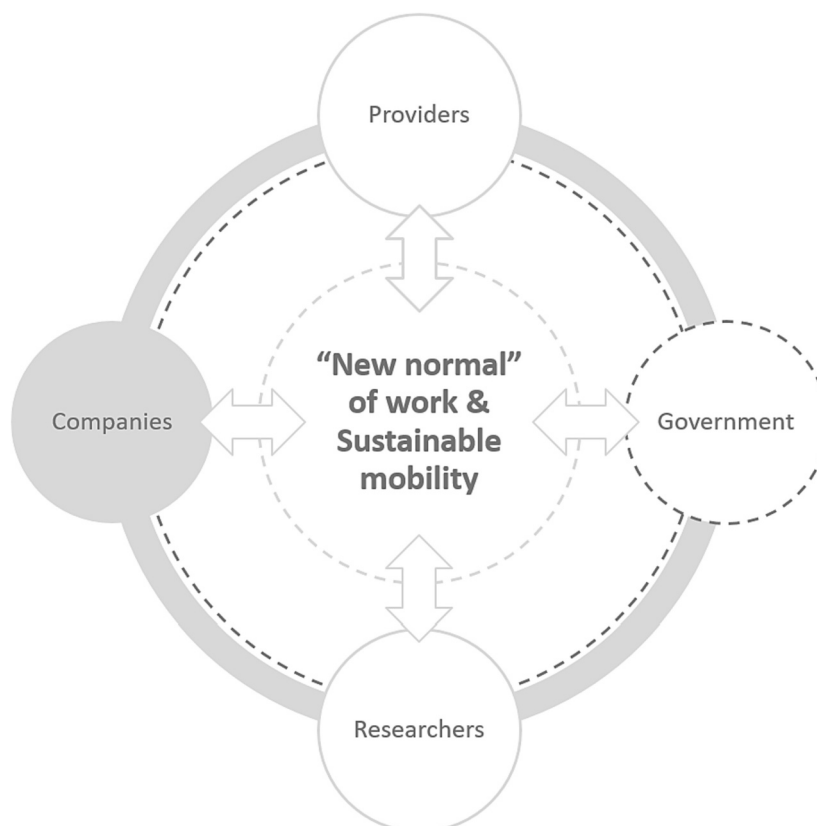 Providers
“New normal”
of work &
Sustainable
mobility
Companies
Government
Researchers